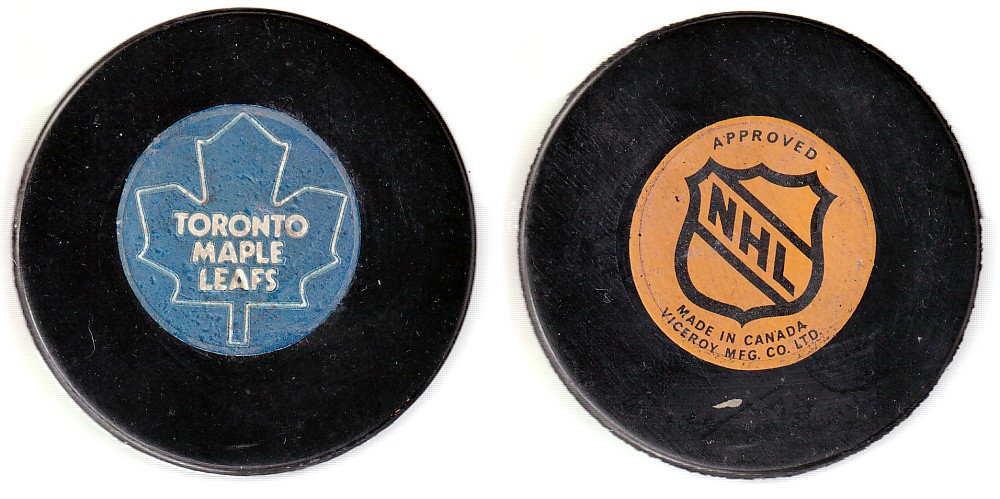 TORONTO
MAPLE
LEAFS
APPROVED
NHL
MADE IN CANADA
VICEROY MFG. CO. LTD.